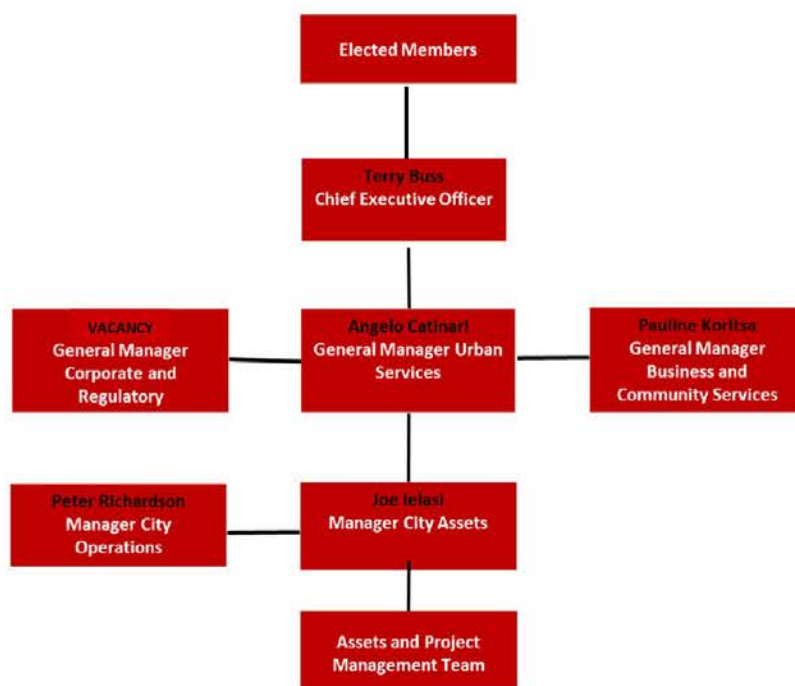 Elected Members
Terry Buss
Chief Executive Officer
VACANCY
General Manager
Corporate and
Regulatory
Angelo Catinari
General Manager Urban
Services
Pauline Koritsa
General Manager
Business and
Community Services
Peter Richardson
Manager City
Operations
Joe Ielasi
Manager City Assets
Assets and Project
Management Team